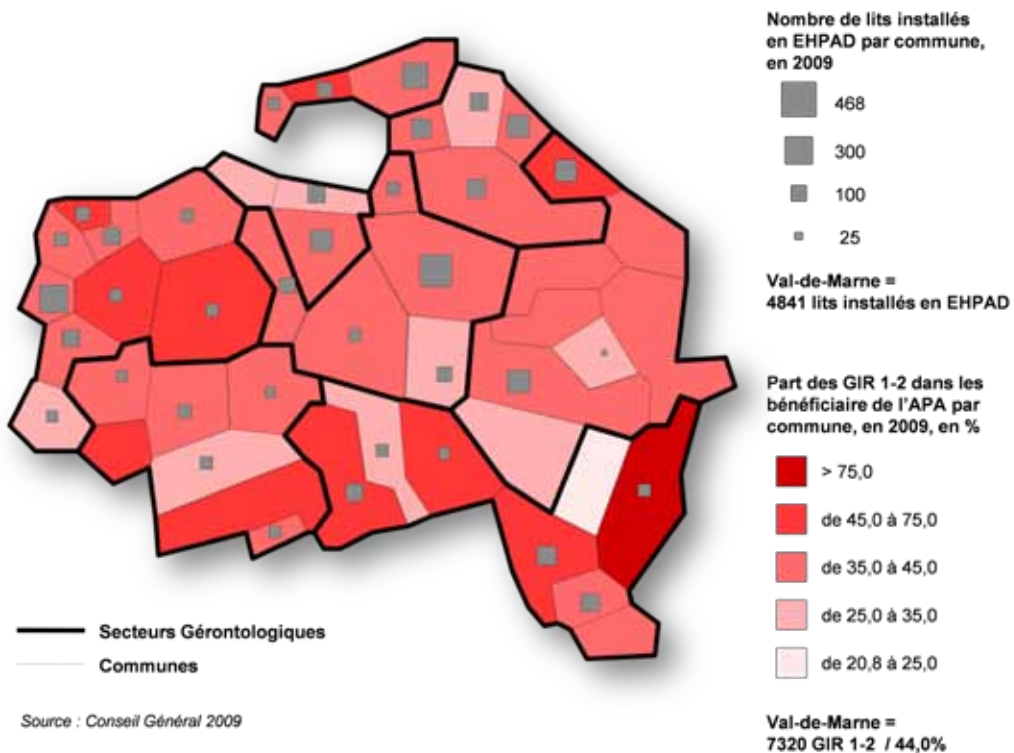 Nombre de lits installés
en EHPAD par commune,
en 2009
468
300
100
25
Val-de-Marne =
4841 lits installés en EHPAD
Part des GIR 1-2 dans les
bénéficiaire de l'APA par
commune, en 2009, en %
> 75,0
de 45,0 à 75,0
de 35,0 à 45,0
de 25,0 à 35,0
de 20,8 à 25,0
Val-de-Marne =
7320 GIR 1-2 / 44,0%
Secteurs Gérontologiques
Communes
Source : Conseil Général 2009